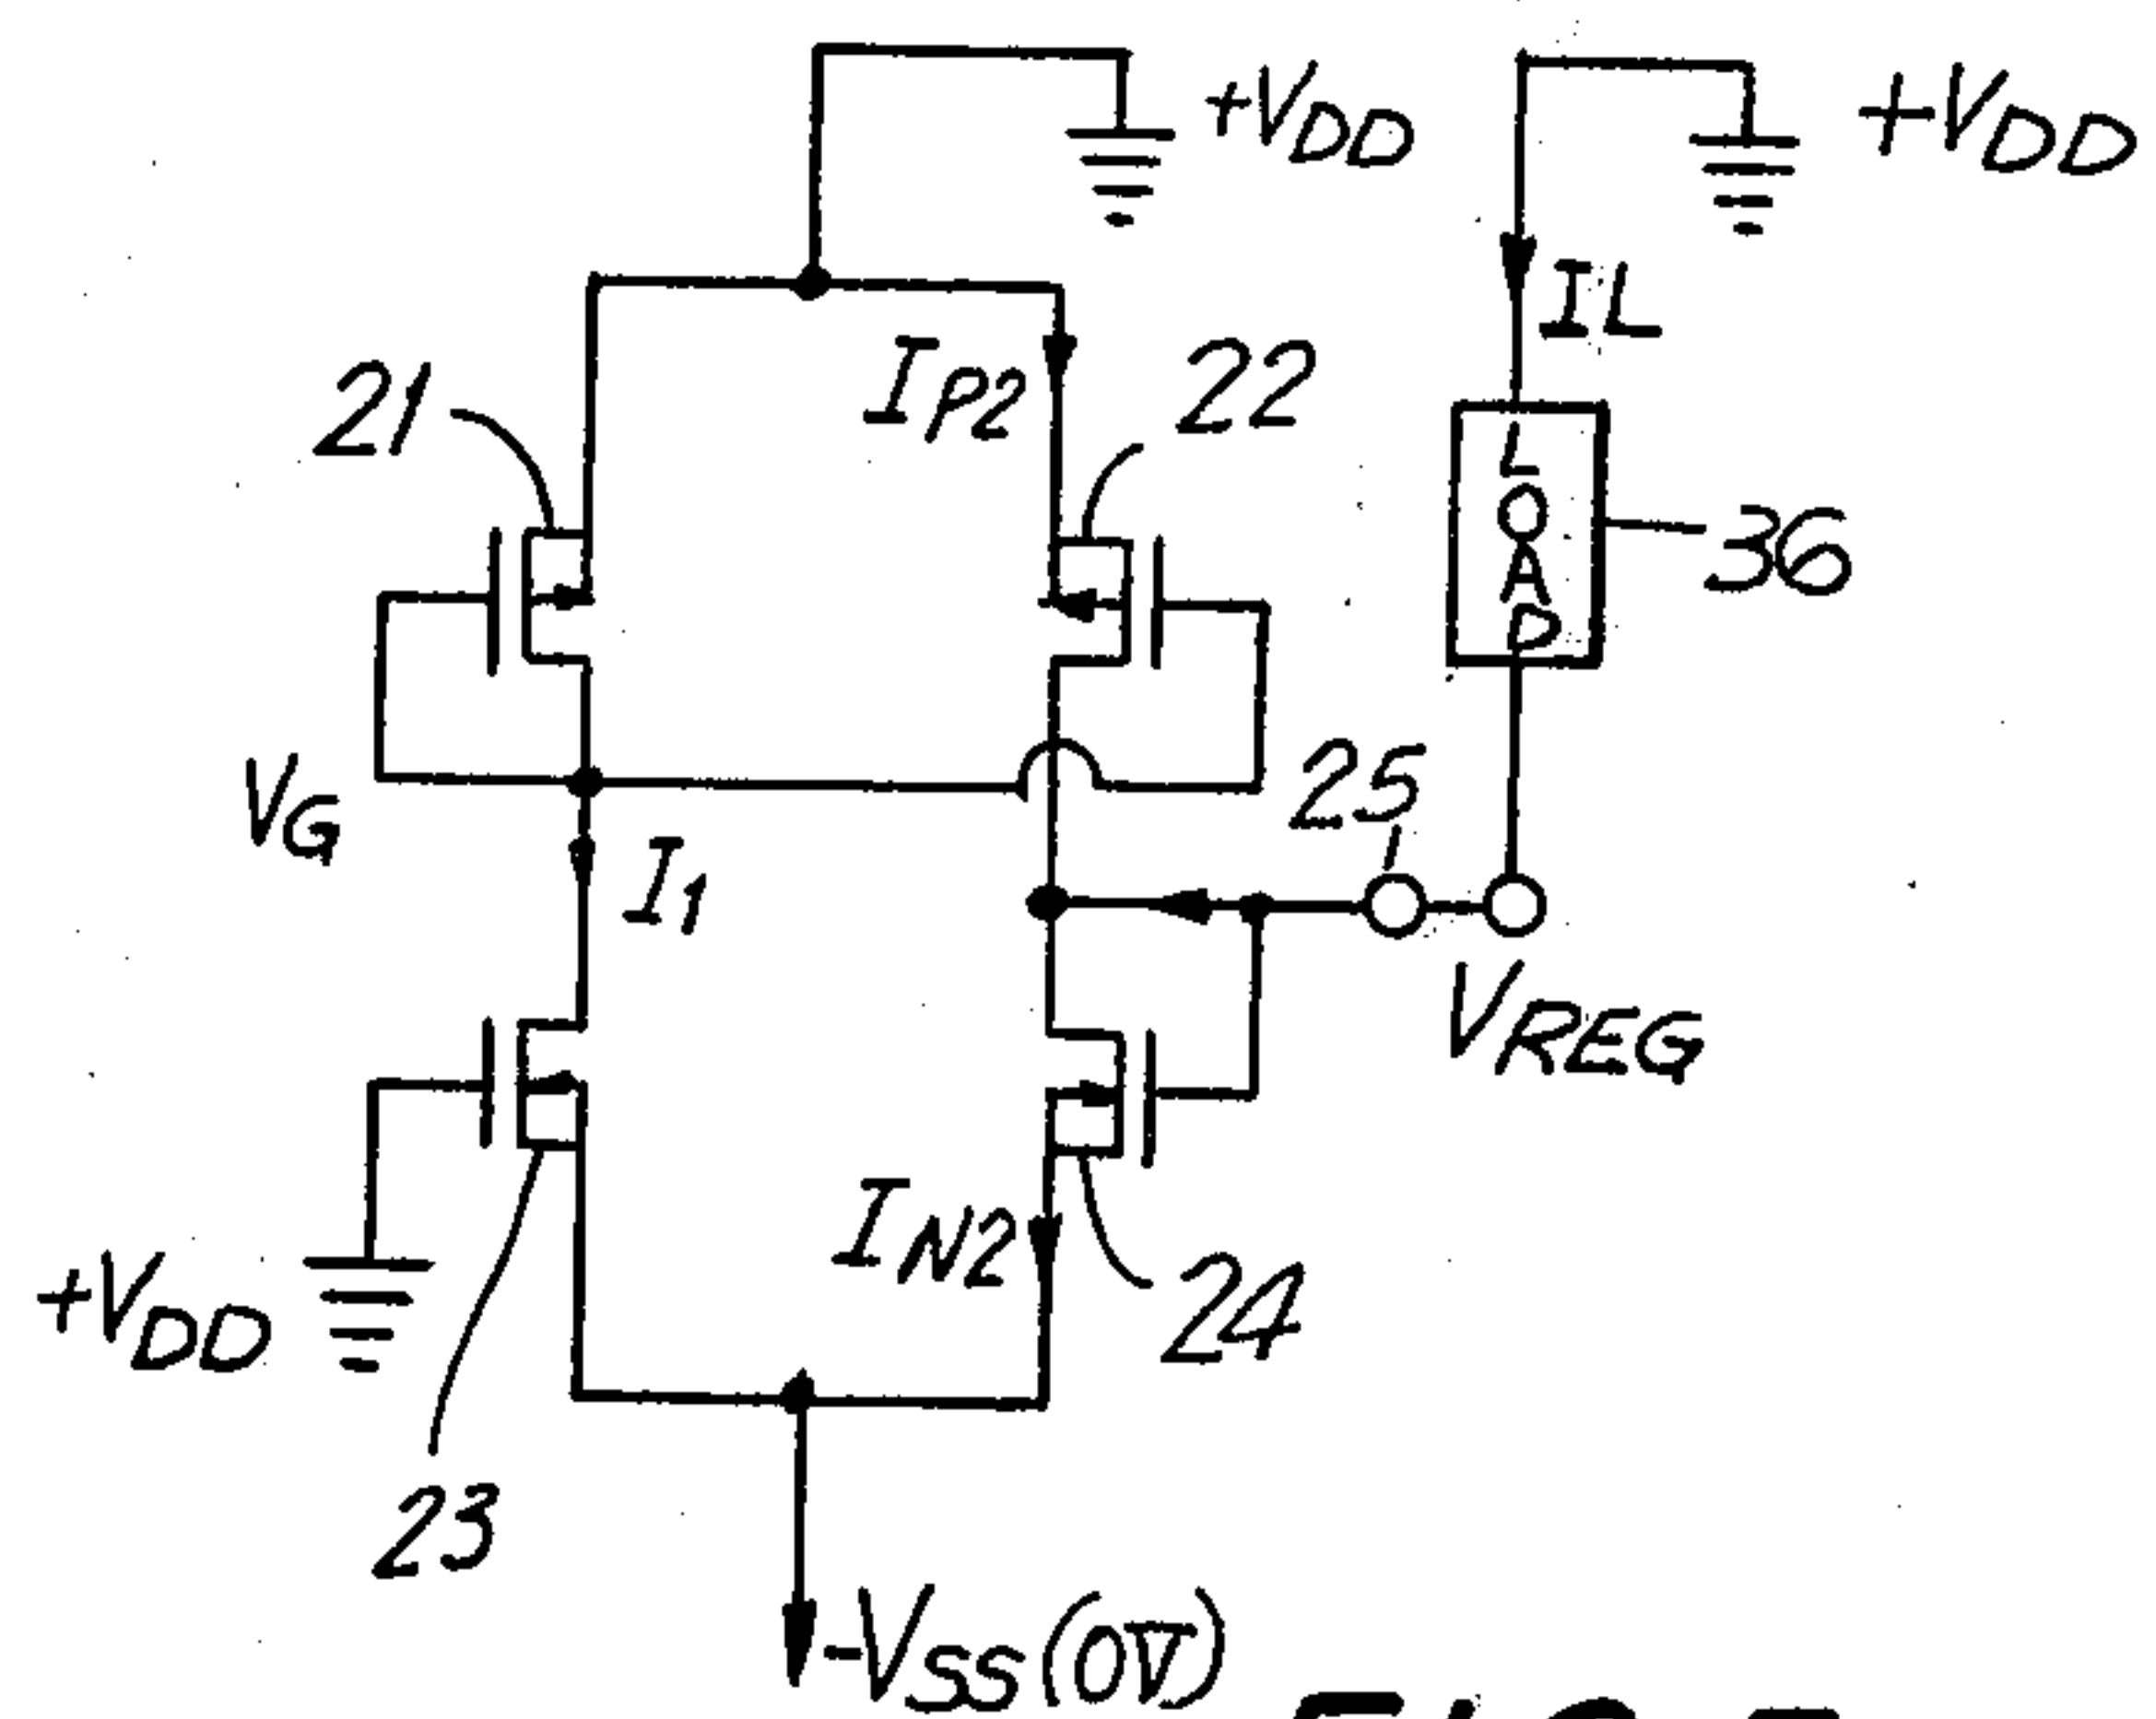 +VDD
+VDD
IL
IP2
22
21
LOAD
36
VG
25
I1
VREG
IN2
24
+VDD
23
-VSS(0V)